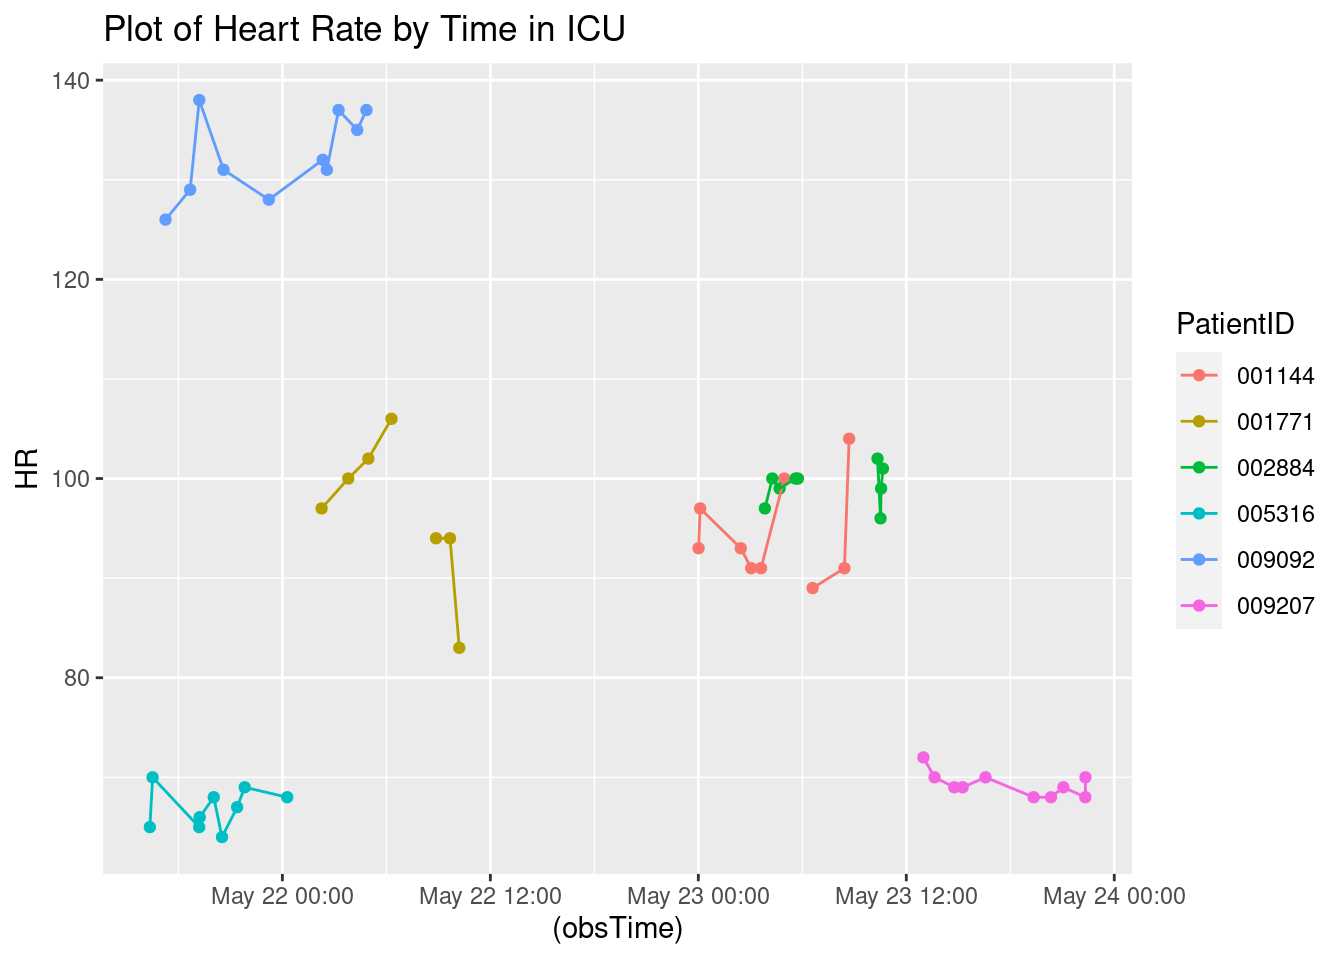 Plot of Heart Rate by Time in ICU
140
120
100
80
HR
May 22 00:00
May 22 12:00
May 23 00:00
May 23 12:00
May 24 00:00
(obsTime)
PatientID
001144
001771
002884
005316
009092
009207